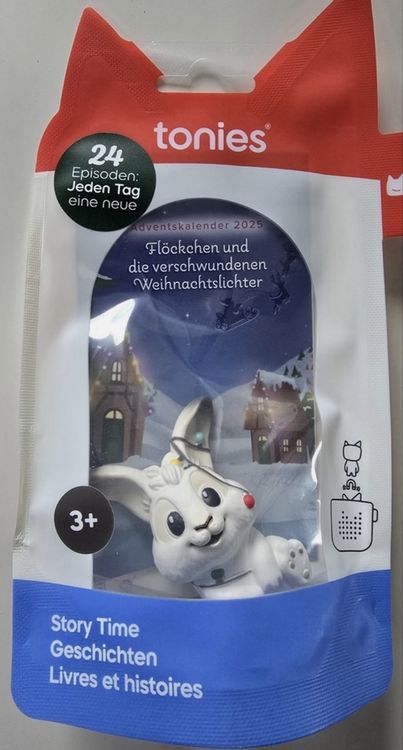 tonies®
24
Episoden:
Jeden Tag
eine neue
Adventskalender 2025
Flöckchen und
die verschwundenen
Weihnachtslichter
3+
Story Time
Geschichten
Livres et histoires